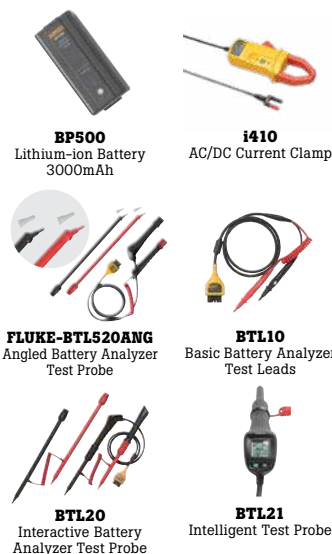 BP500
Lithium-ion Battery
3000mAh
i410
AC/DC Current Clamp
FLUKE-BTL520ANG
Angled Battery Analyzer
Test Probe
BTL10
Basic Battery Analyzer
Test Leads
BTL20
Interactive Battery
Analyzer Test Probe
BTL21
Intelligent Test Probe